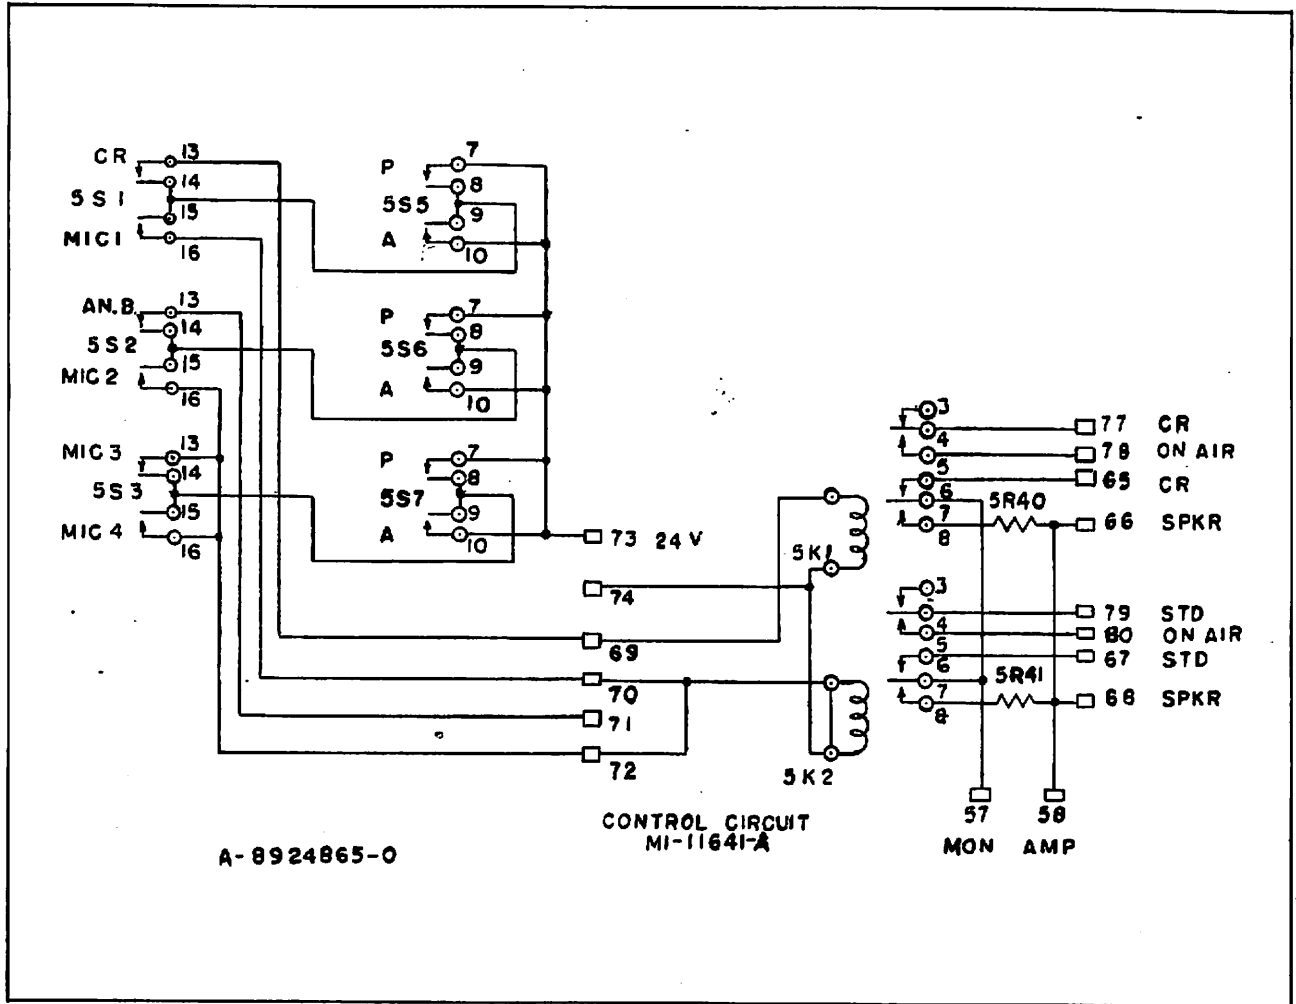 CR 13
14
5S1
15
MIC1
16
AN.B. 13
14
5S2
15
MIC2
16
MIC3 13
14
5S3
15
MIC4
16
P 7
8
5S5
9
A
10
P 7
8
5S6
9
A
10
P 7
8
5S7
9
A
10
73 24V
74
69
70
71
72
5K1
5K2
3
4
5
6
7
8
5R40
77 CR
78 ON AIR
65 CR
66 SPKR
3
4
5
6
7
8
5R41
79 STD
80 ON AIR
67 STD
68 SPKR
57 58
MON AMP
CONTROL CIRCUIT
MI-11641-A
A-8924865-0